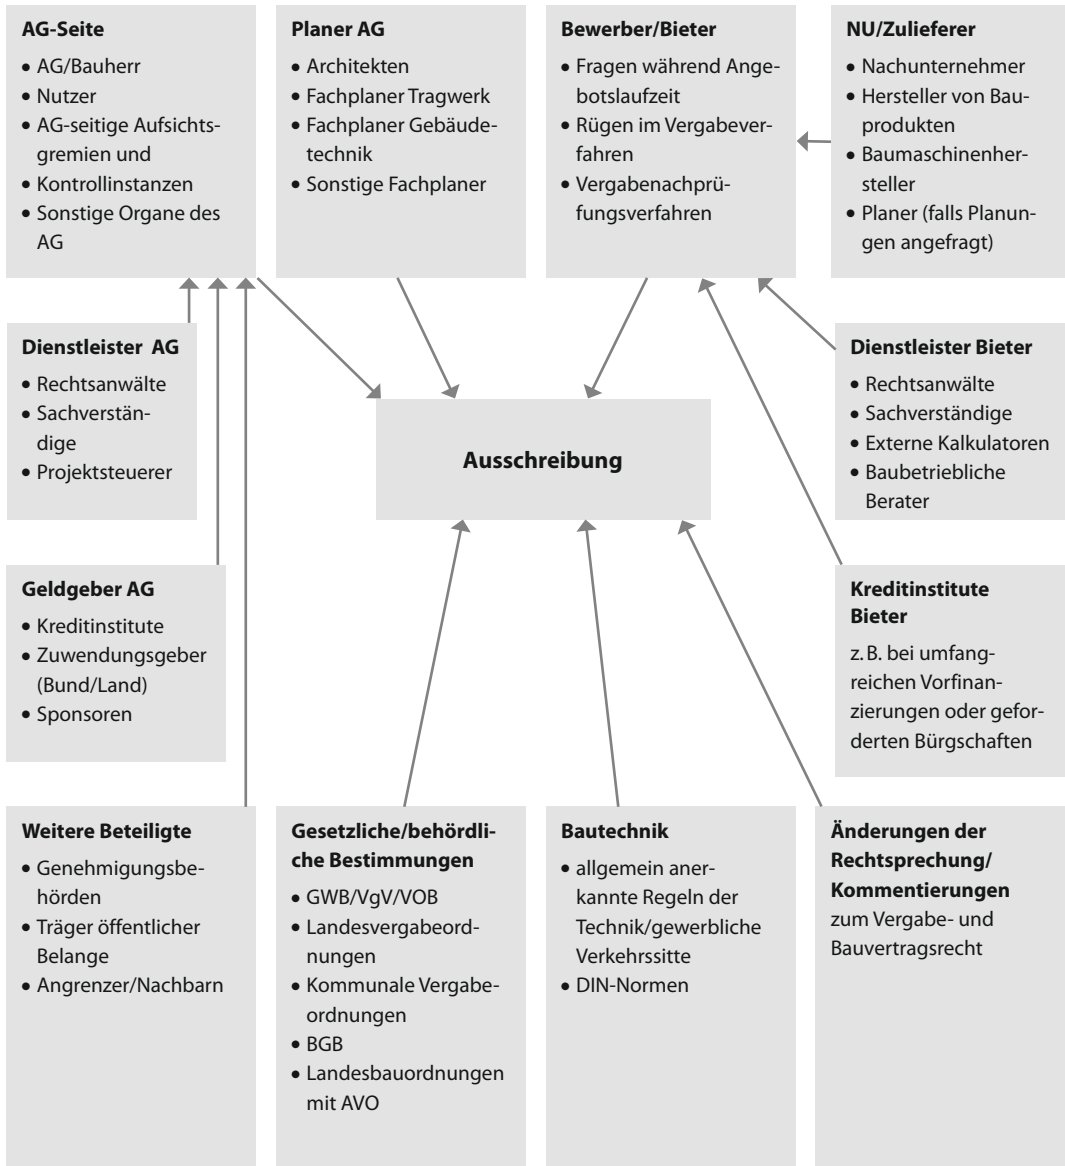 AG-Seite
• AG/Bauherr
• Nutzer
• AG-seitige Aufsichts-
gremien und
• Kontrollinstanzen
• Sonstige Organe des
AG
Planer AG
• Architekten
• Fachplaner Tragwerk
• Fachplaner Gebäude-
technik
• Sonstige Fachplaner
Bewerber/Bieter
• Fragen während Ange-
botslaufzeit
• Rügen im Vergabever-
fahren
• Vergabenachprü-
fungsverfahren
NU/Zulieferer
• Nachunternehmer
• Hersteller von Bau-
produkten
• Baumaschinenher-
steller
• Planer (falls Planun-
gen angefragt)
Dienstleister AG
• Rechtsanwälte
• Sachverstän-
dige
• Projektsteuerer
Ausschreibung
Dienstleister Bieter
• Rechtsanwälte
• Sachverständige
• Externe Kalkulatoren
• Baubetriebliche
Berater
Geldgeber AG
• Kreditinstitute
• Zuwendungsgeber
(Bund/Land)
• Sponsoren
Kreditinstitute
Bieter
z. B. bei umfang-
reichen Vorfinan-
zierungen oder gefor-
derten Bürgschaften
Weitere Beteiligte
• Genehmigungsbe-
hörden
• Träger öffentlicher
Belange
• Angrenzer/Nachbarn
Gesetzliche/behördli-
che Bestimmungen
• GWB/VgV/VOB
• Landesvergabeord-
nungen
• Kommunale Vergabe-
ordnungen
• BGB
• Landesbauordnungen
mit AVO
Bautechnik
• allgemein aner-
kannte Regeln der
Technik/gewerbliche
Verkehrssitte
• DIN-Normen
Änderungen der
Rechtsprechung/
Kommentierungen
zum Vergabe- und
Bauvertragsrecht